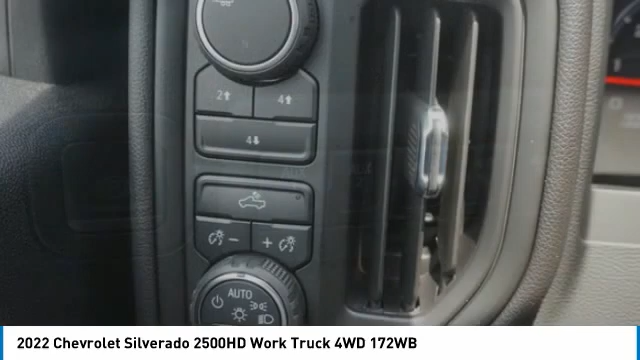 2↑ 4↑
4↓
− +
AUTO
2022 Chevrolet Silverado 2500HD Work Truck 4WD 172WB